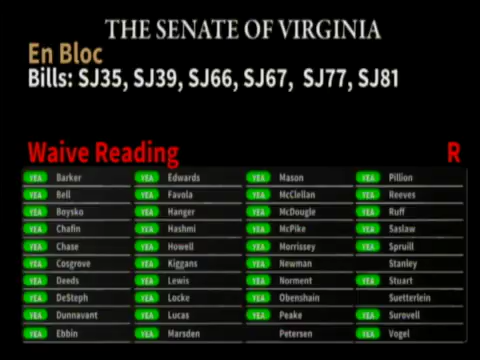 THE SENATE OF VIRGINIA
En Bloc
Bills: SJ35, SJ39, SJ66, SJ67, SJ77, SJ81
Waive Reading R
YEA Barker YEA Edwards YEA Mason YEA Pillion
YEA Bell YEA Favola YEA McClellan YEA Reeves
YEA Boysko YEA Hanger YEA McDougle YEA Ruff
YEA Chafin YEA Hashmi YEA McPike YEA Saslaw
YEA Chase YEA Howell YEA Morrissey YEA Spruill
YEA Cosgrove YEA Kiggans YEA Newman Stanley
YEA Deeds YEA Lewis YEA Norment YEA Stuart
YEA DeSteph YEA Locke YEA Obenshain Suetterlein
YEA Dunnavant YEA Lucas YEA Peake YEA Surovell
YEA Ebbin YEA Marsden Petersen YEA Vogel